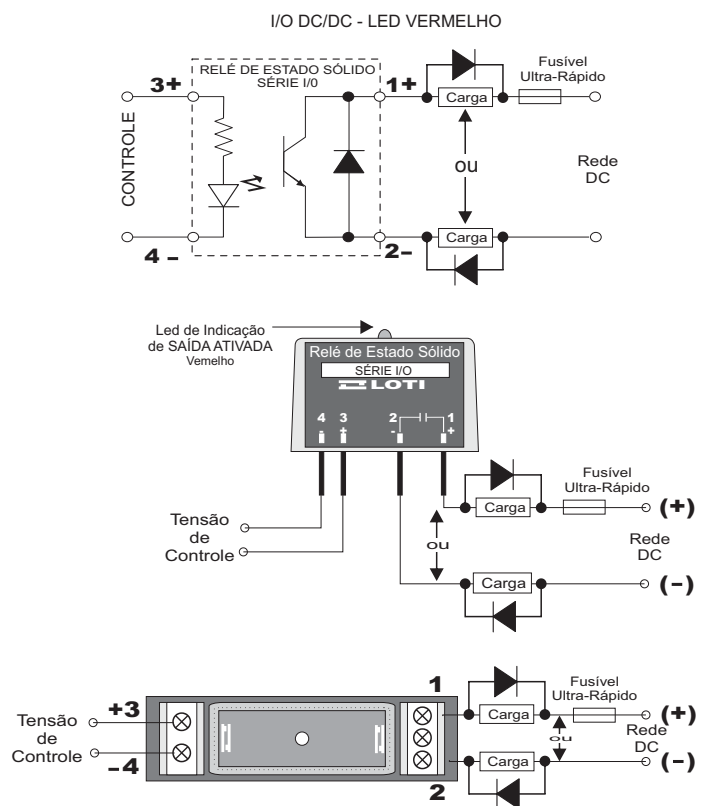 I/O DC/DC - LED VERMELHO
RELÉ DE ESTADO SÓLIDO
SÉRIE I/0
3+
1+
Carga
Fusível
Ultra-Rápido
CONTROLE
ou
Rede
DC
4 -
2-
Carga
Led de Indicação
de SAÍDA ATIVADA
Vemelho
Relé de Estado Sólido
SÉRIE I/O
LOTI
4 3 2 1
- + - +
Fusível
Ultra-Rápido
Carga
(+)
Tensão
de
Controle
ou
Rede
DC
Carga
(-)
1
Fusível
Ultra-Rápido
+3
Carga
(+)
Tensão
de
Controle
ou
Rede
DC
-4
Carga
(-)
2